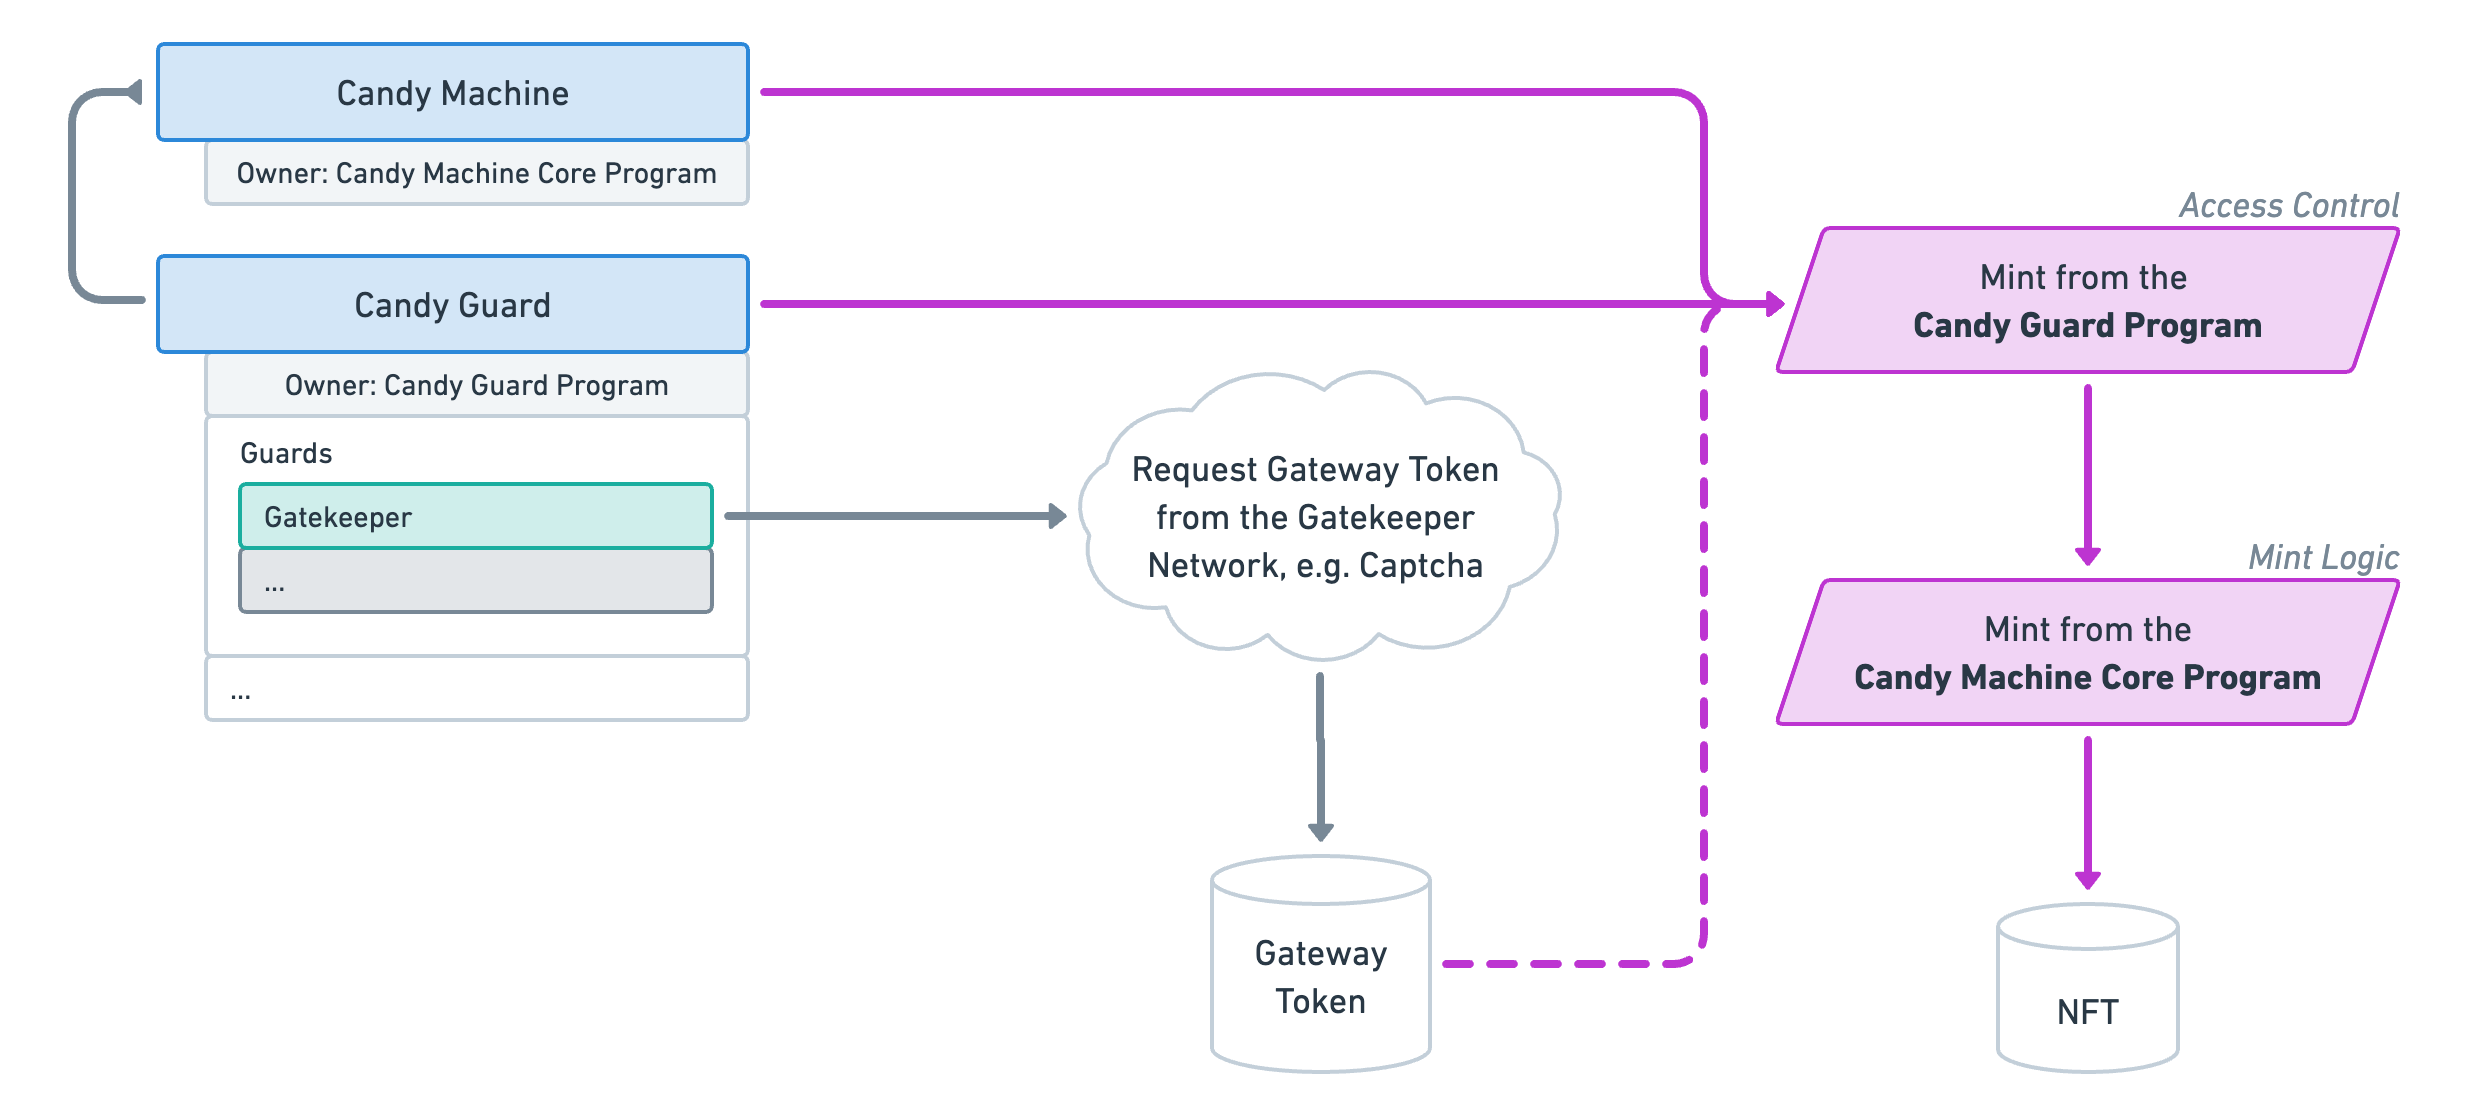 Candy Machine
Owner: Candy Machine Core Program
Candy Guard
Owner: Candy Guard Program
Guards
Gatekeeper
...
...
Request Gateway Token
from the Gatekeeper
Network, e.g. Captcha
Gateway
Token
Access Control
Mint from the
Candy Guard Program
Mint Logic
Mint from the
Candy Machine Core Program
NFT